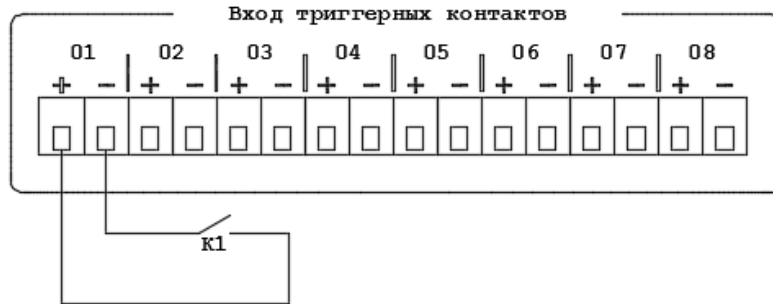 Вход триггерных контактов
01 02 03 04 05 06 07 08
+ - + - + - + - + - + - + - + -
К1